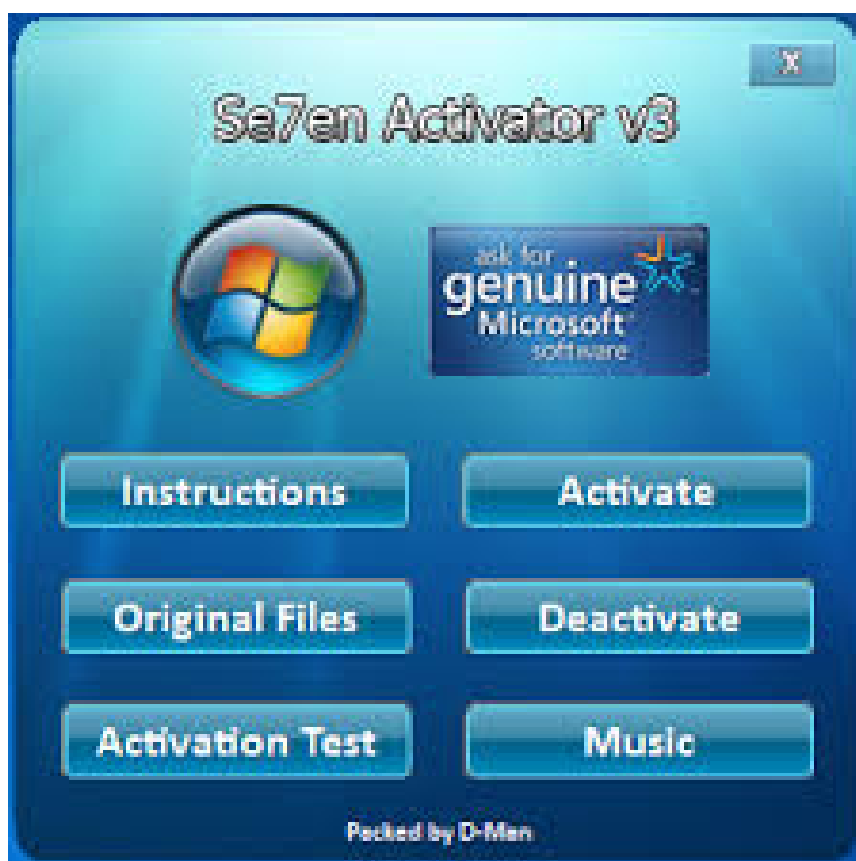 X
Se7en Activator v3
ask for
genuine
Microsoft
software
Instructions
Activate
Original Files
Deactivate
Activation Test
Music
Packed by D-Man